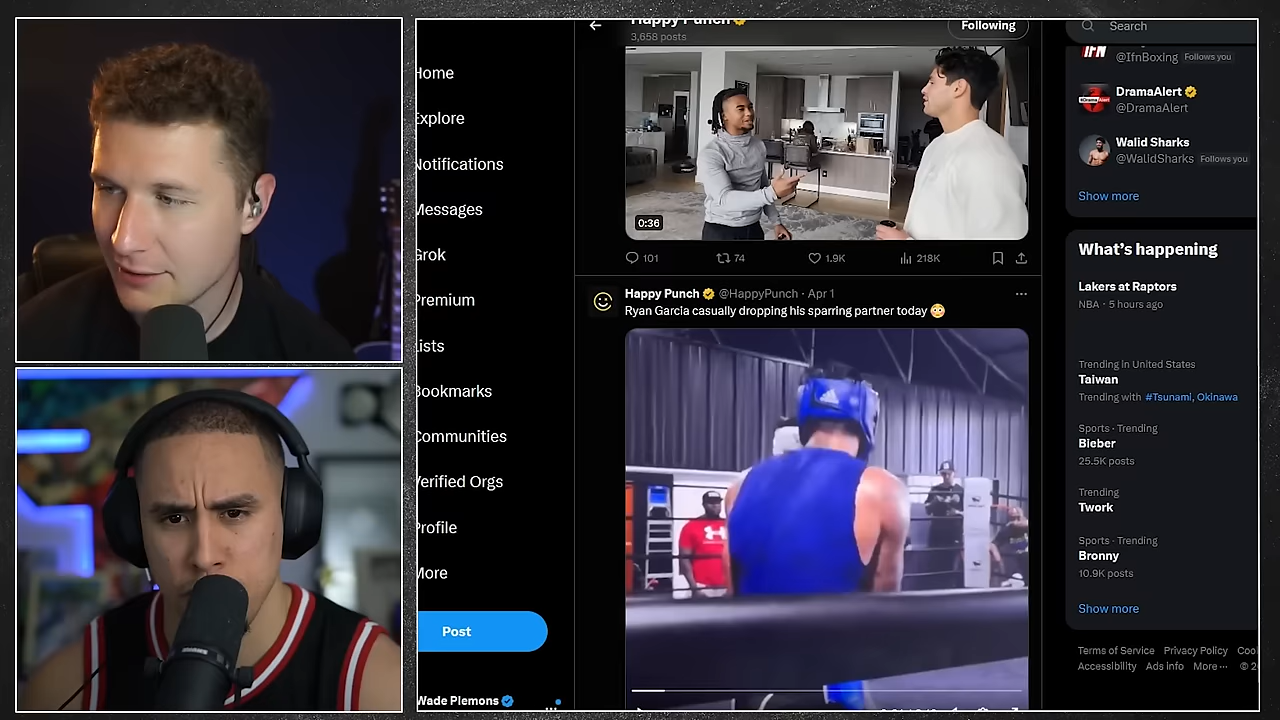 Home
Explore
Notifications
Messages
Grok
Premium
Lists
Bookmarks
Communities
Verified Orgs
Profile
More
Post
Wade Plemons
Happy Punch
3,658 posts
Following
0:36
101
74
1.9K
218K
Happy Punch @HappyPunch · Apr 1
Ryan Garcia casually dropping his sparring partner today
Search
IFN
@IfnBoxing Follows you
DramaAlert
@DramaAlert
Walid Sharks
@WalidSharks Follows you
Show more
What's happening
Lakers at Raptors
NBA · 5 hours ago
Trending in United States
Taiwan
Trending with #Tsunami, Okinawa
Sports · Trending
Bieber
25.5K posts
Trending
Twork
Sports · Trending
Bronny
10.9K posts
Show more
Terms of Service Privacy Policy
Accessibility Ads info More ···